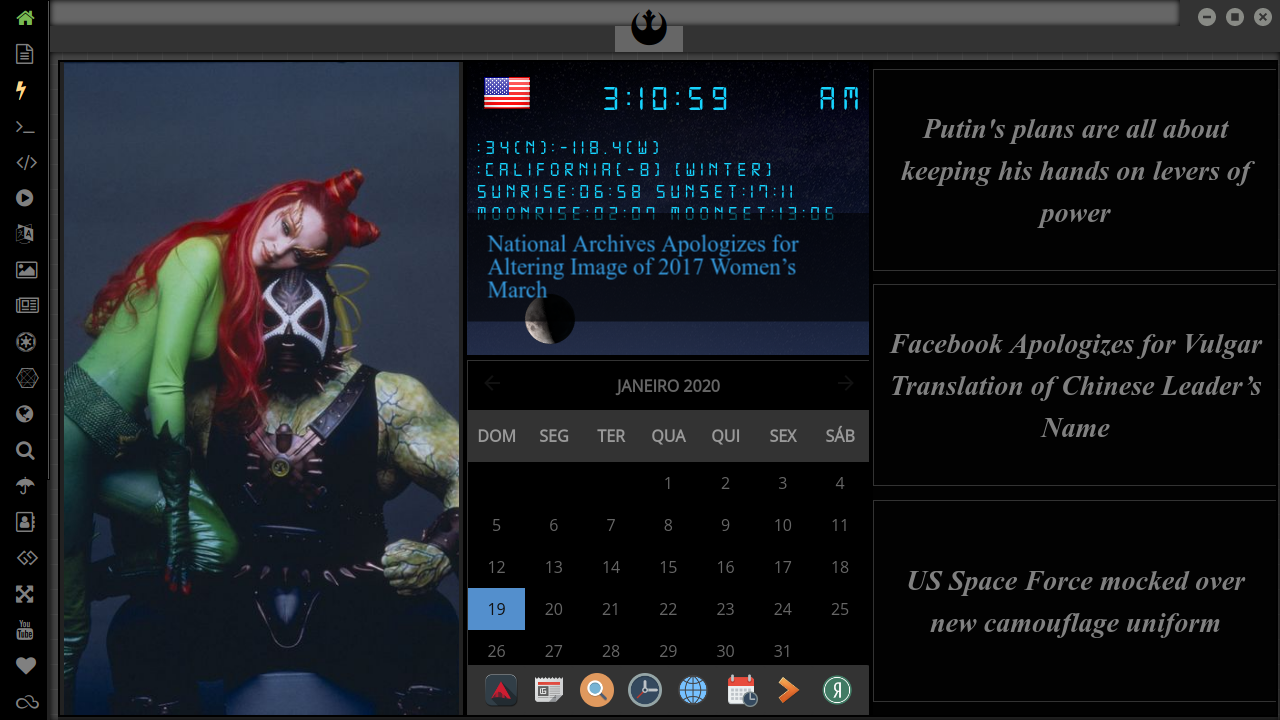 3:10:59 AM
:34(N):-118.4(W)
:CALIFORNIA(-8) (WINTER)
SUNRISE:06:58 SUNSET:17:11
MOONRISE:02:07 MOONSET:13:06
National Archives Apologizes for
Altering Image of 2017 Women’s
March
JANEIRO 2020
DOM SEG TER QUA QUI SEX SÁB
1 2 3 4
5 6 7 8 9 10 11
12 13 14 15 16 17 18
19 20 21 22 23 24 25
26 27 28 29 30 31
Putin's plans are all about
keeping his hands on levers of
power
Facebook Apologizes for Vulgar
Translation of Chinese Leader’s
Name
US Space Force mocked over
new camouflage uniform
You
Tube